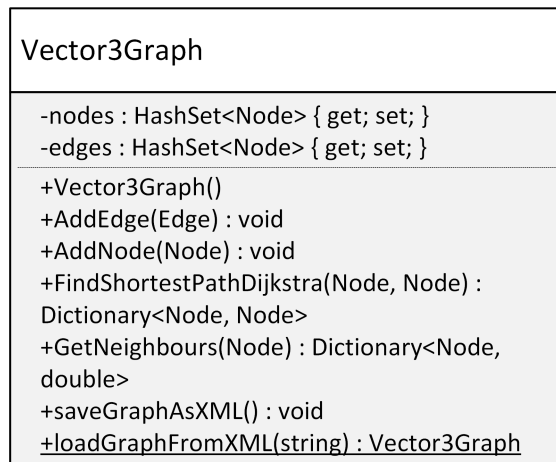 Vector3Graph
-nodes : HashSet<Node> { get; set; }
-edges : HashSet<Node> { get; set; }
+Vector3Graph()
+AddEdge(Edge) : void
+AddNode(Node) : void
+FindShortestPathDijkstra(Node, Node) :
Dictionary<Node, Node>
+GetNeighbours(Node) : Dictionary<Node,
double>
+saveGraphAsXML() : void
+loadGraphFromXML(string) : Vector3Graph